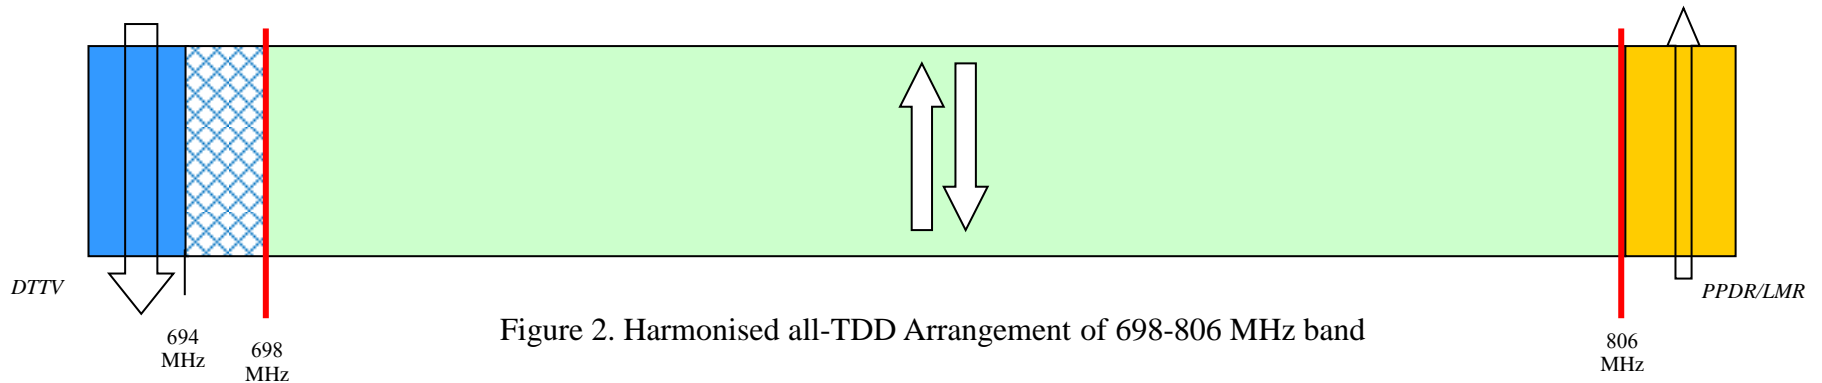 DTTV
PPDR/LMR
694
MHz
698
MHz
Figure 2. Harmonised all-TDD Arrangement of 698-806 MHz band
806
MHz